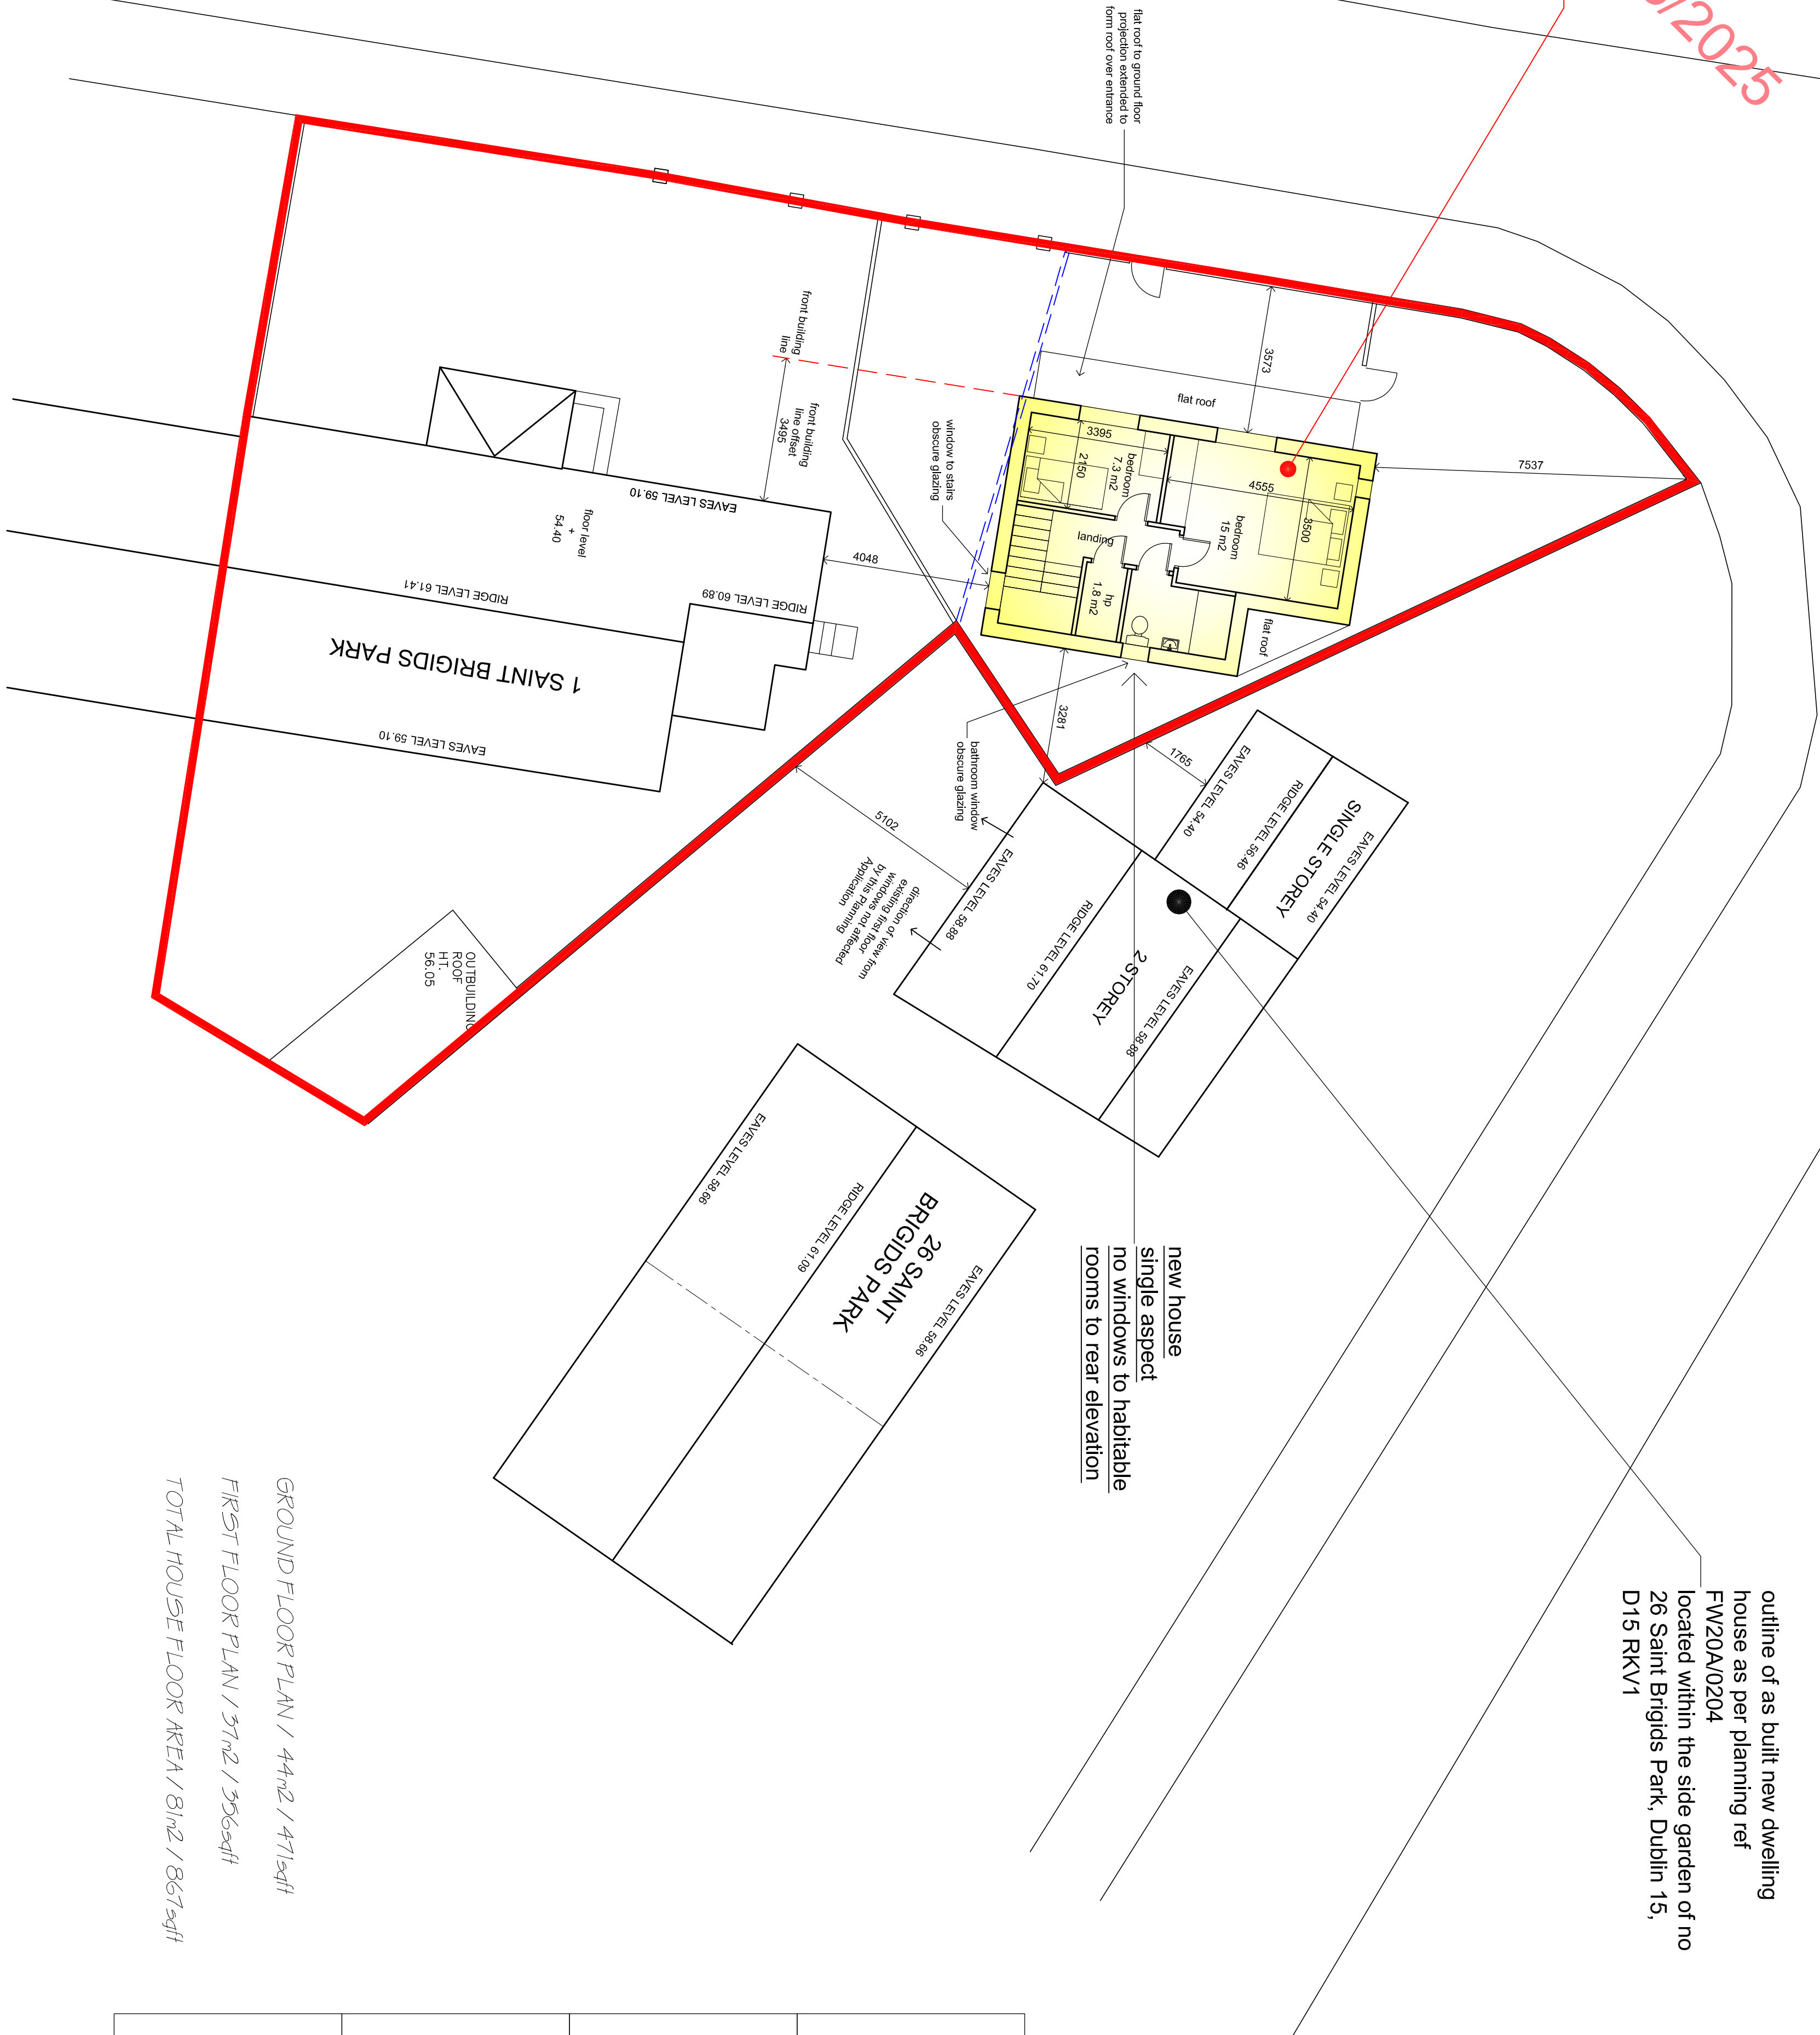 /2025
flat roof to ground floor
projection extended to
form roof over entrance
front building
line
front building
line offset
3495
window to stairs
obscure glazing
flat roof
3573
7537
3395
2150
bedroom
7.3 m2
4555
3500
bedroom
15 m2
landing
hp
1.8 m2
flat roof
4048
3281
1765
5102
bathroom window
obscure glazing
EAVES LEVEL 59.10
floor level
+
54.40
RIDGE LEVEL 61.41
RIDGE LEVEL 60.89
1 SAINT BRIGIDS PARK
EAVES LEVEL 59.10
OUTBUILDING
ROOF
HT.
56.05
direction of view from
existing first floor
windows not affected
by this Planning
Application
EAVES LEVEL 54.40
RIDGE LEVEL 56.46
SINGLE STOREY
EAVES LEVEL 54.40
EAVES LEVEL 58.88
RIDGE LEVEL 61.70
2 STOREY
EAVES LEVEL 58.88
EAVES LEVEL 58.66
RIDGE LEVEL 61.09
26 SAINT
BRIGIDS PARK
EAVES LEVEL 58.66
new house
single aspect
no windows to habitable
rooms to rear elevation
outline of as built new dwelling
house as per planning ref
FW20A/0204
located within the side garden of no
26 Saint Brigids Park, Dublin 15,
D15 RKV1
GROUND FLOOR PLAN / 44m2 / 471sqft
FIRST FLOOR PLAN / 37m2 / 396sqft
TOTAL HOUSE FLOOR AREA / 81m2 / 867sqft